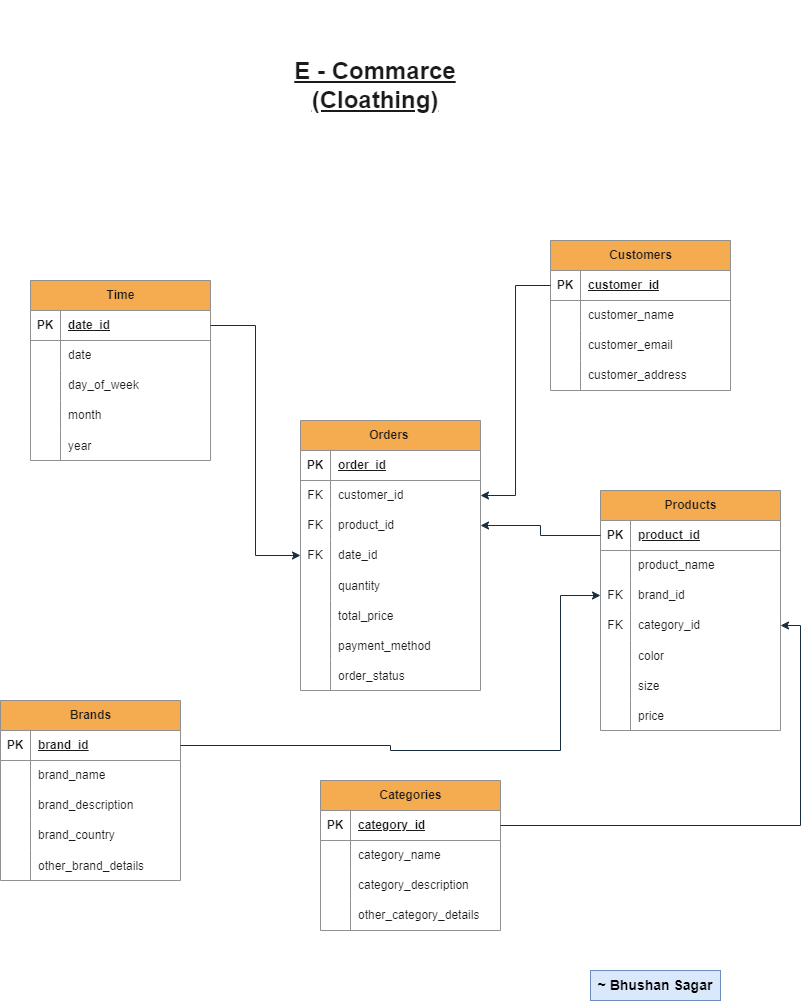 E - Commarce
(Cloathing)
Customers
PK customer_id
customer_name
customer_email
customer_address
Time
PK date_id
date
day_of_week
month
year
Orders
PK order_id
FK customer_id
FK product_id
FK date_id
quantity
total_price
payment_method
order_status
Products
PK product_id
product_name
FK brand_id
FK category_id
color
size
price
Brands
PK brand_id
brand_name
brand_description
brand_country
other_brand_details
Categories
PK category_id
category_name
category_description
other_category_details
~ Bhushan Sagar